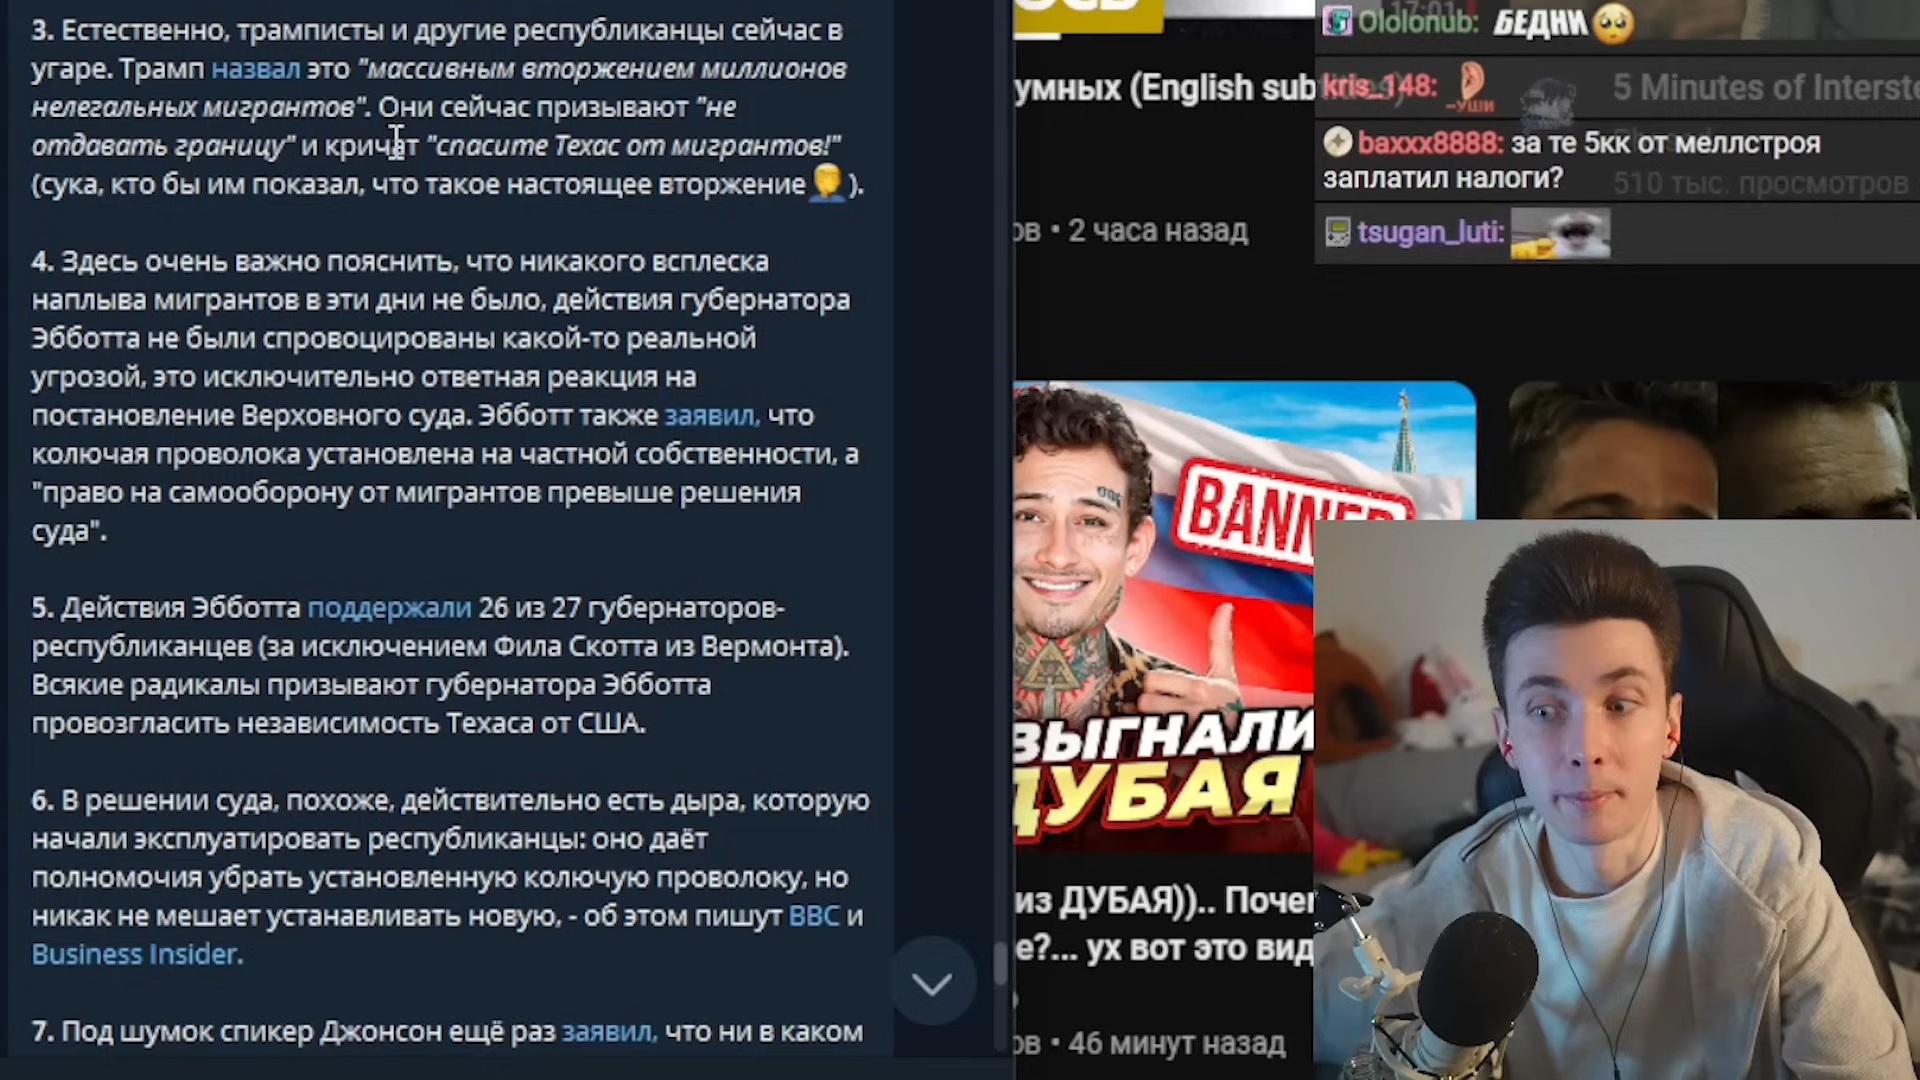 3. Естественно, трамписты и другие республиканцы сейчас в
угаре. Трамп назвал это "массивным вторжением миллионов
нелегальных мигрантов". Они сейчас призывают "не
отдавать границу" и кричат "спасите Техас от мигрантов!"
(сука, кто бы им показал, что такое настоящее вторжение🤦‍♂️).
4. Здесь очень важно пояснить, что никакого всплеска
наплыва мигрантов в эти дни не было, действия губернатора
Эбботта не были спровоцированы какой-то реальной
угрозой, это исключительно ответная реакция на
постановление Верховного суда. Эбботт также заявил, что
колючая проволока установлена на частной собственности, а
"право на самооборону от мигрантов превыше решения
суда".
5. Действия Эбботта поддержали 26 из 27 губернаторов-
республиканцев (за исключением Фила Скотта из Вермонта).
Всякие радикалы призывают губернатора Эбботта
провозгласить независимость Техаса от США.
6. В решении суда, похоже, действительно есть дыра, которую
начали эксплуатировать республиканцы: оно даёт
полномочия убрать установленную колючую проволоку, но
никак не мешает устанавливать новую, - об этом пишут BBC и
Business Insider.
7. Под шумок спикер Джонсон ещё раз заявил, что ни в каком
умных (English sub
ов • 2 часа назад
BANN
ВЫГНАЛИ
ДУБАЯ
из ДУБАЯ)).. Поче
е?... ух вот это вид
ов • 46 минут назад
17:01
Ololonub: БЕДНИ 🥺
kris_148: -УШИ
5 Minutes of Interste
baxxx8888: за те 5кк от меллстроя
заплатил налоги?
510 тыс. просмотров
tsugan_luti: